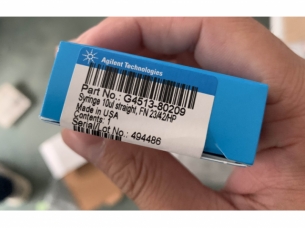 Agilent Technologies
Part No.: G4513-80209
Syringe 10ul straight, FN 23/42/HP
Made in USA
Contents: 1
Serial/Lot No.: 494486